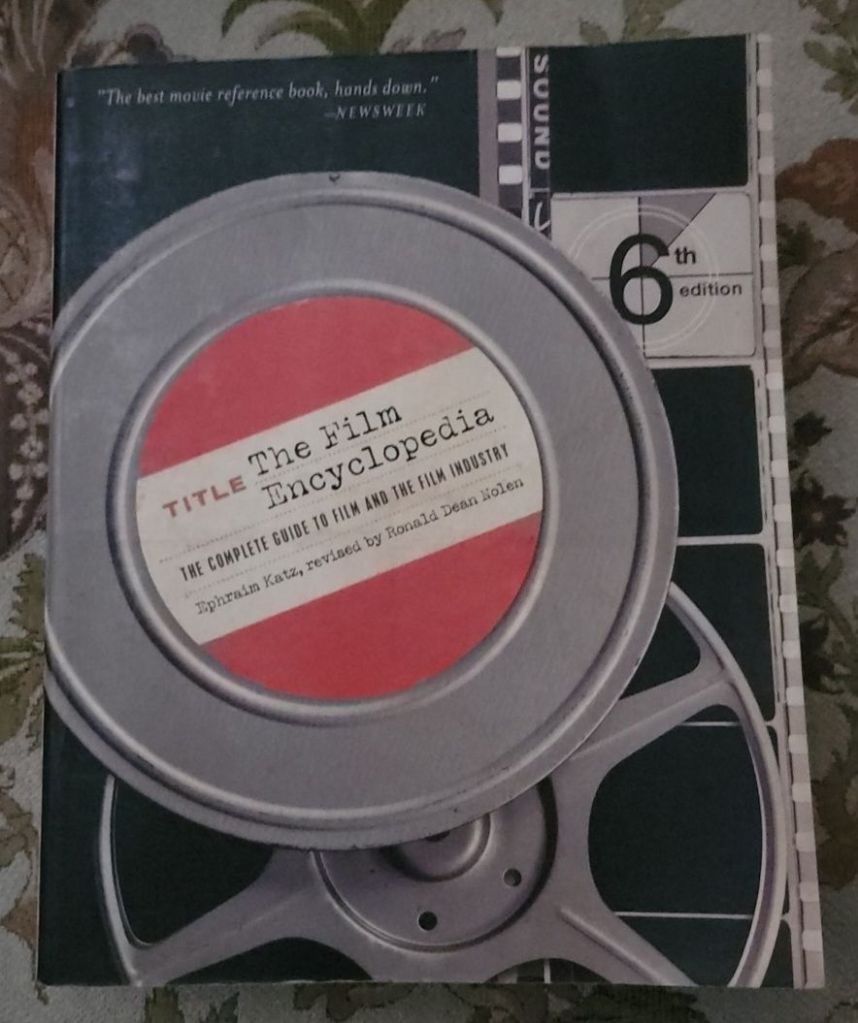 "The best movie reference book, hands down."
—NEWSWEEK
SOUND
6th
edition
TITLE The Film
Encyclopedia
THE COMPLETE GUIDE TO FILM AND THE FILM INDUSTRY
Ephraim Katz, revised by Ronald Dean Nolen